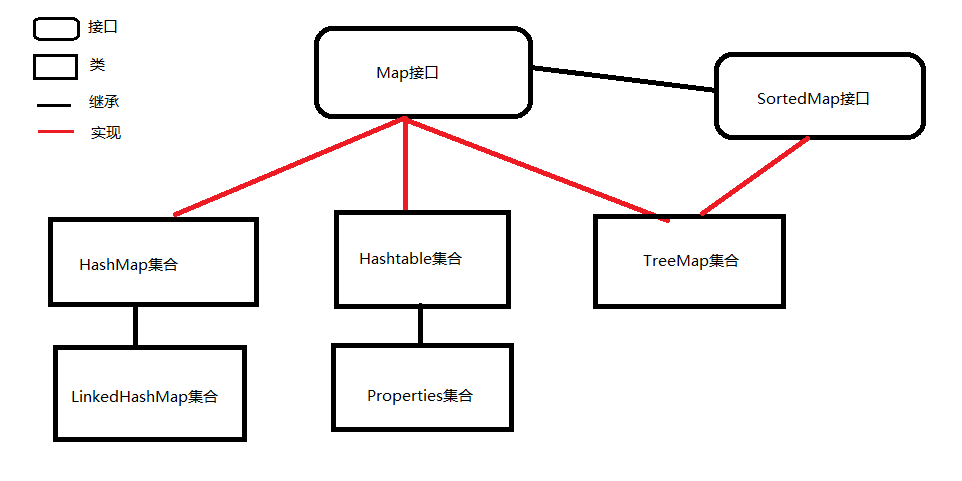 接口
类
继承
实现
Map接口
SortedMap接口
HashMap集合
Hashtable集合
TreeMap集合
LinkedHashMap集合
Properties集合